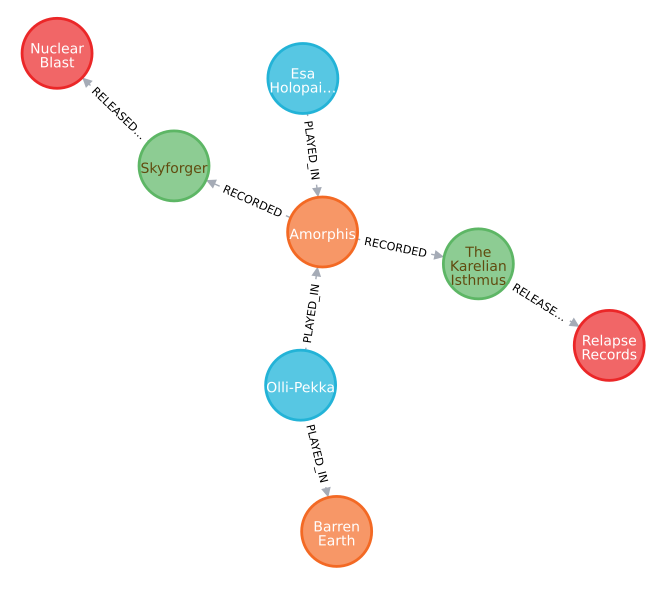 Nuclear
Blast
RELEASED…
Skyforger
RECORDED
Esa
Holopai…
PLAYED_IN
Amorphis
RECORDED
The
Karelian
Isthmus
RELEASE…
Relapse
Records
PLAYED_IN
Olli-Pekka
PLAYED_IN
Barren
Earth